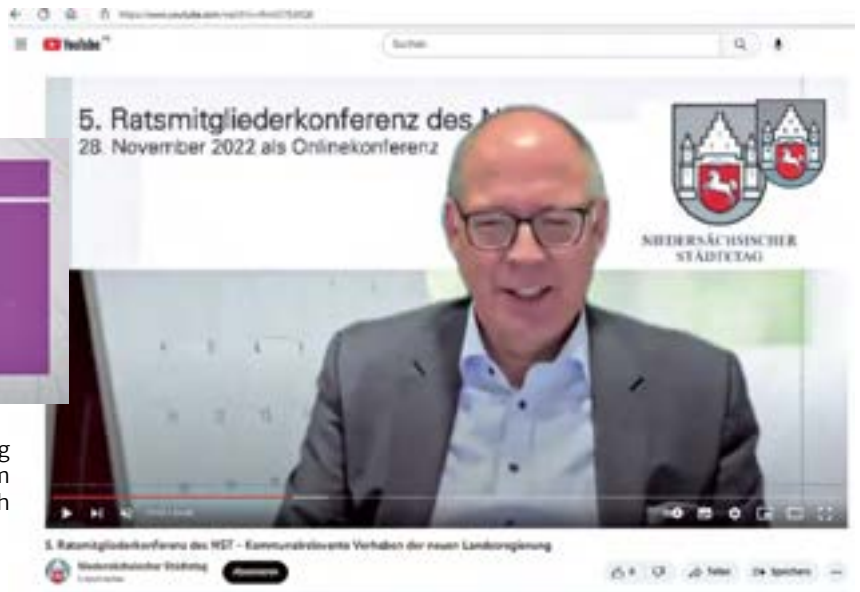 YouTube
Suchen
5. Ratsmitgliederkonferenz des N
28. November 2022 als Onlinekonferenz
NIEDERSÄCHSISCHER
STÄDTETAG
g
n
h
5. Ratsmitgliederkonferenz des NST – Kommunalrelevante Vorhaben der neuen Landesregierung
Niedersächsischer Städtetag
Abonnieren
Teilen
Speichern